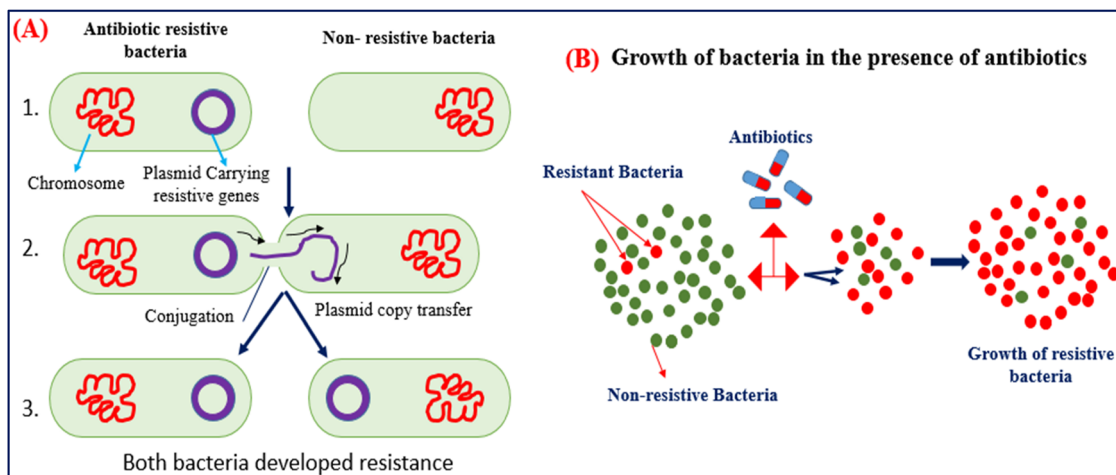 (A)
Antibiotic resistive
bacteria
Non- resistive bacteria
1.
Chromosome
Plasmid Carrying
resistive genes
2.
Conjugation
Plasmid copy transfer
3.
Both bacteria developed resistance
(B) Growth of bacteria in the presence of antibiotics
Antibiotics
Resistant Bacteria
Non-resistive Bacteria
Growth of resistive
bacteria